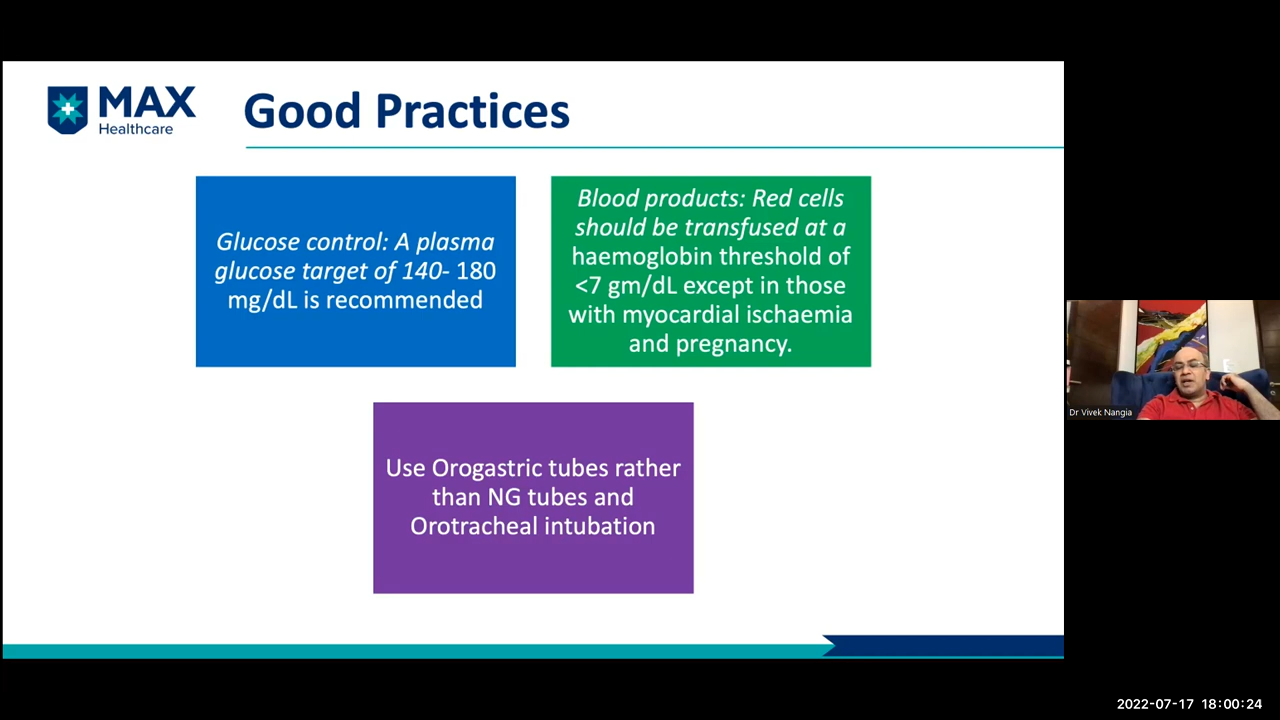 MAX
Healthcare
Good Practices
Glucose control: A plasma
glucose target of 140- 180
mg/dL is recommended
Blood products: Red cells
should be transfused at a
haemoglobin threshold of
<7 gm/dL except in those
with myocardial ischaemia
and pregnancy.
Use Orogastric tubes rather
than NG tubes and
Orotracheal intubation
Dr Vivek Nangia
2022-07-17 18:00:24